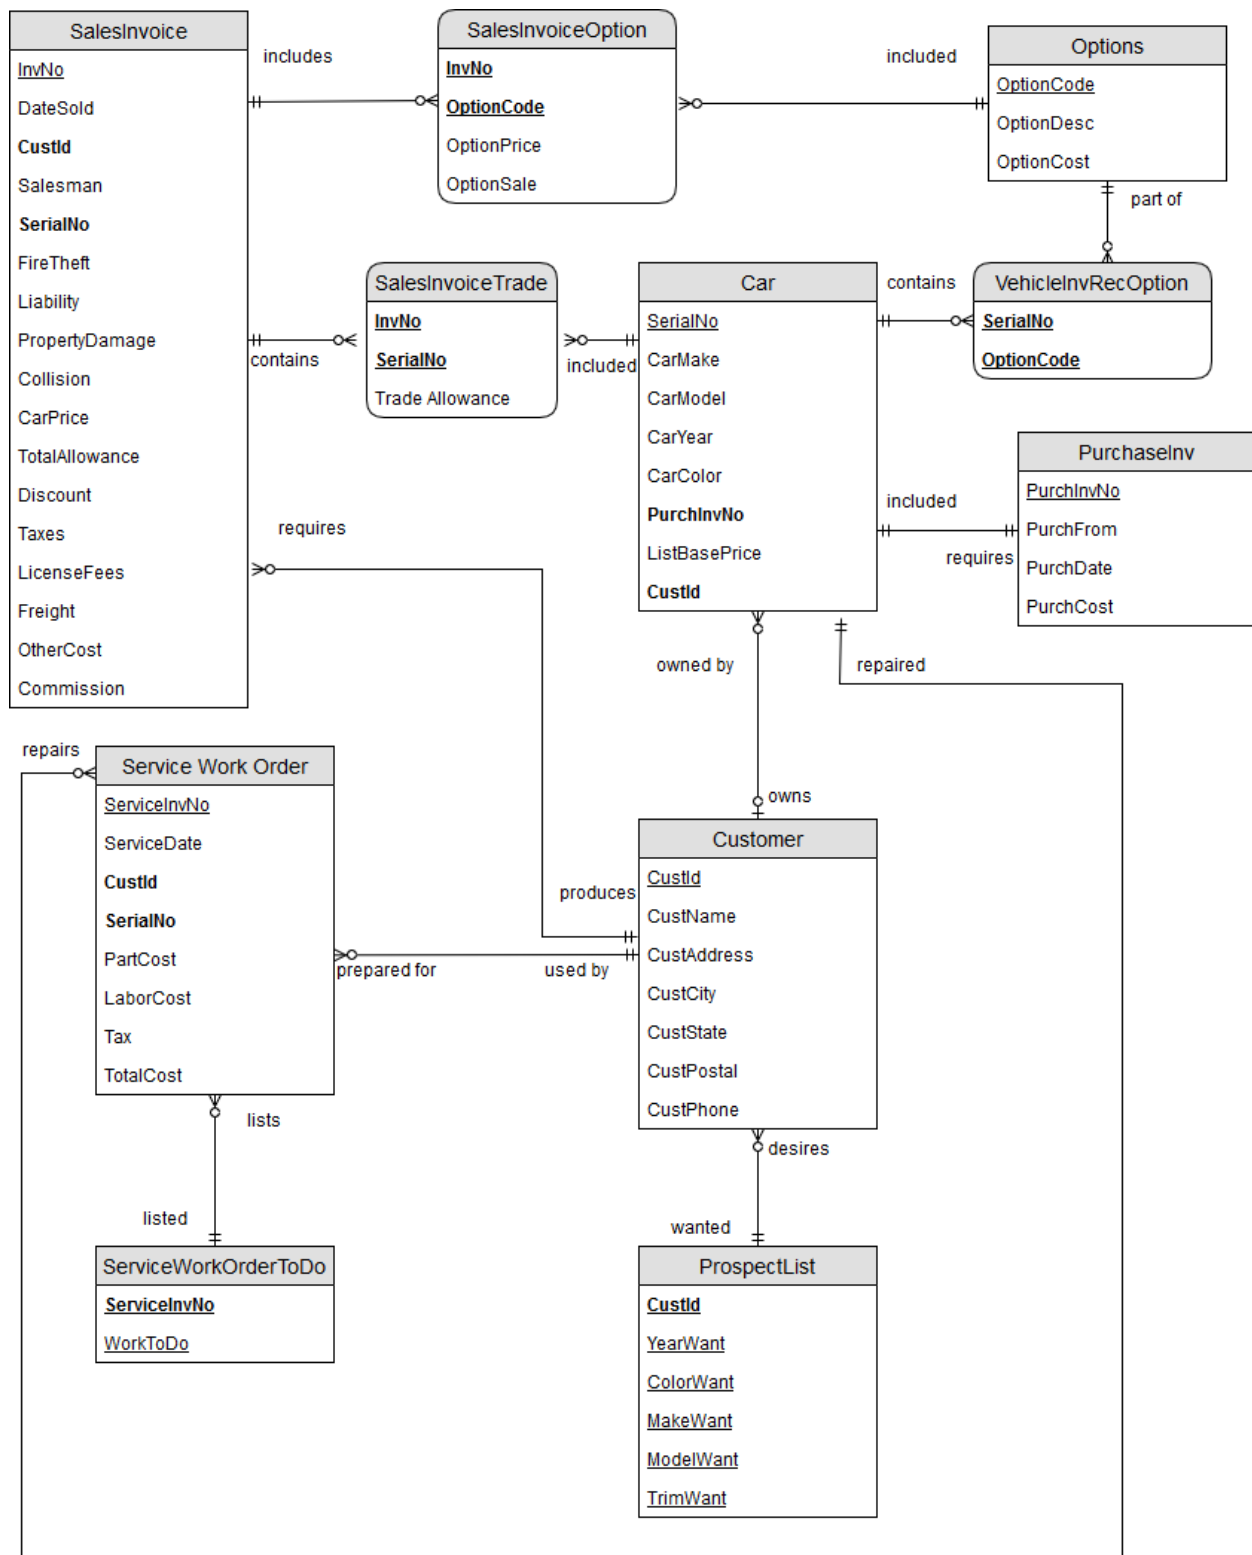 SalesInvoice
InvNo
DateSold
CustId
Salesman
SerialNo
FireTheft
Liability
PropertyDamage
Collision
CarPrice
TotalAllowance
Discount
Taxes
LicenseFees
Freight
OtherCost
Commission
includes
SalesInvoiceOption
InvNo
OptionCode
OptionPrice
OptionSale
included
Options
OptionCode
OptionDesc
OptionCost
part of
contains
SalesInvoiceTrade
InvNo
SerialNo
Trade Allowance
included
Car
SerialNo
CarMake
CarModel
CarYear
CarColor
PurchInvNo
ListBasePrice
CustId
contains
VehicleInvRecOption
SerialNo
OptionCode
included
requires
PurchaseInv
PurchInvNo
PurchFrom
PurchDate
PurchCost
requires
owned by
repaired
repairs
Service Work Order
ServiceInvNo
ServiceDate
CustId
SerialNo
PartCost
LaborCost
Tax
TotalCost
owns
produces
prepared for
used by
Customer
CustId
CustName
CustAddress
CustCity
CustState
CustPostal
CustPhone
lists
desires
listed
wanted
ServiceWorkOrderToDo
ServiceInvNo
WorkToDo
ProspectList
CustId
YearWant
ColorWant
MakeWant
ModelWant
TrimWant